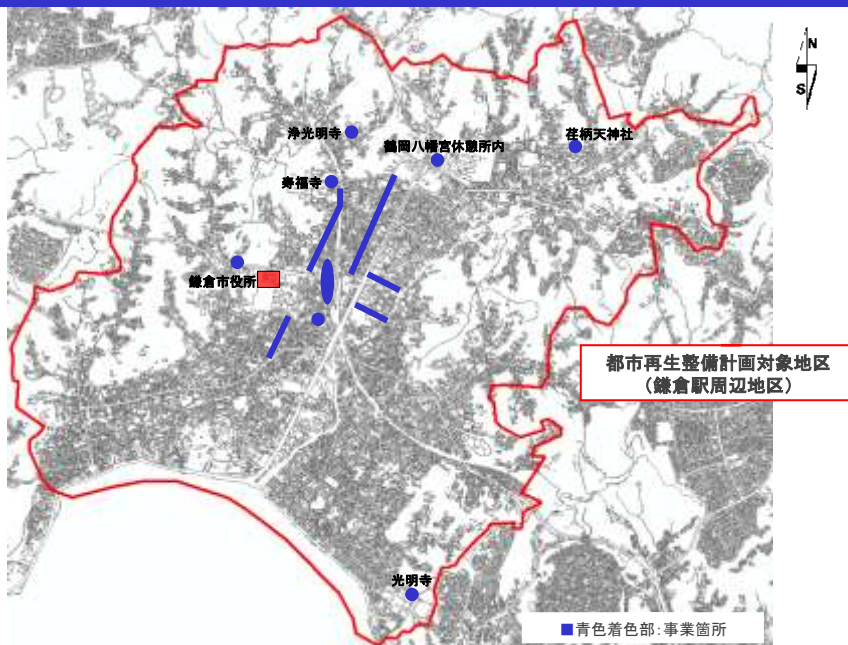 N
S
浄光明寺
鶴岡八幡宮休憩所内
荏柄天神社
寿福寺
鎌倉市役所
都市再生整備計画対象地区
（鎌倉駅周辺地区）
光明寺
■青色着色部：事業箇所